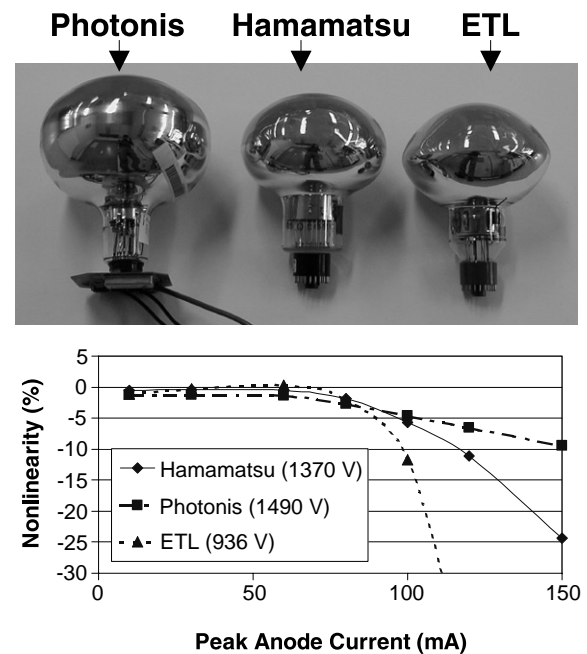 Photonis Hamamatsu ETL
5
0
-5
-10
-15
-20
-25
-30
Nonlinearity (%)
Hamamatsu (1370 V)
Photonis (1490 V)
ETL (936 V)
0 50 100 150
Peak Anode Current (mA)